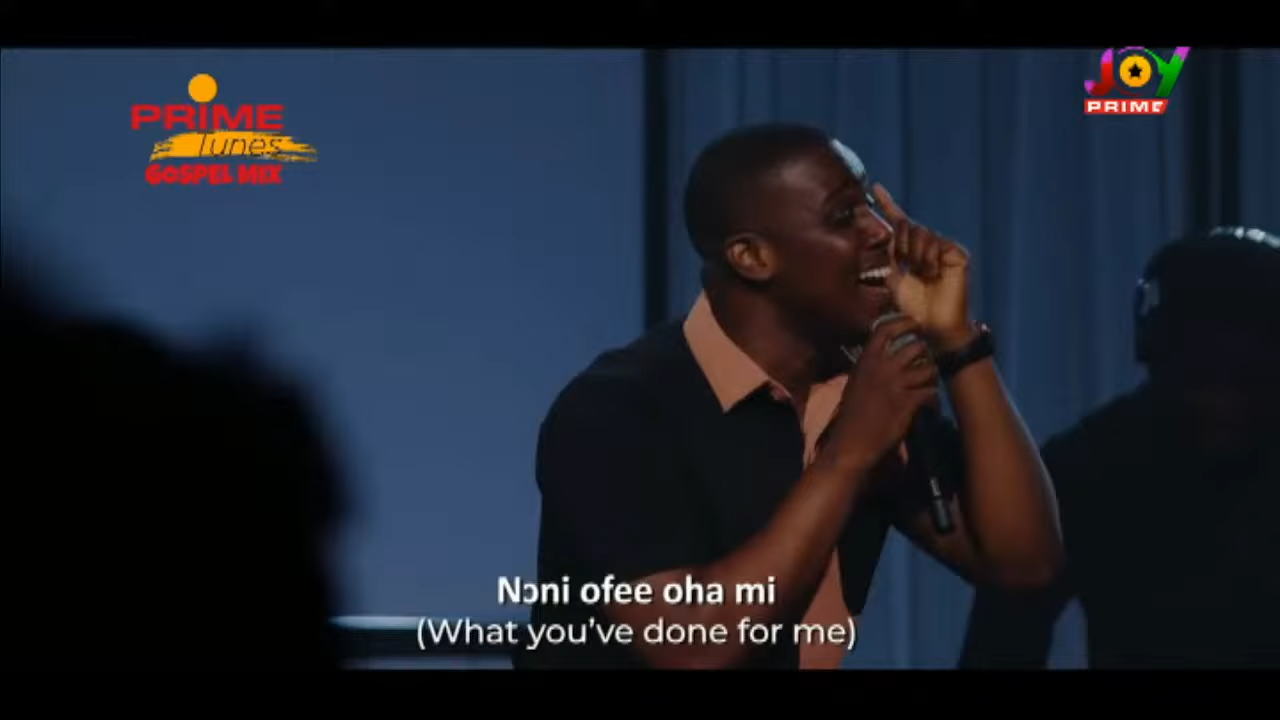 PRIME
Tunes
GOSPEL MIX
JOY
PRIME
Nɔni ofee oha mi
(What you've done for me)